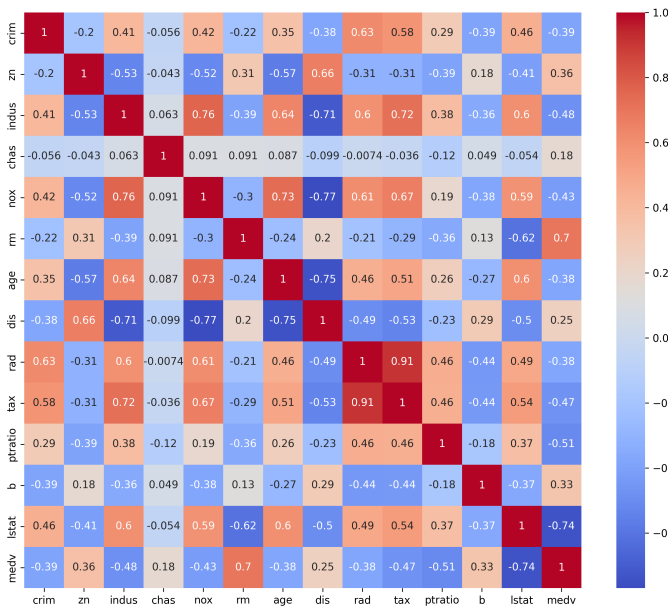 crim 1 -0.2 0.41 -0.056 0.42 -0.22 0.35 -0.38 0.63 0.58 0.29 -0.39 0.46 -0.39
zn -0.2 1 -0.53 -0.043 -0.52 0.31 -0.57 0.66 -0.31 -0.31 -0.39 0.18 -0.41 0.36
indus 0.41 -0.53 1 0.063 0.76 -0.39 0.64 -0.71 0.6 0.72 0.38 -0.36 0.6 -0.48
chas -0.056 -0.043 0.063 1 0.091 0.091 0.087 -0.099 -0.0074 -0.036 -0.12 0.049 -0.054 0.18
nox 0.42 -0.52 0.76 0.091 1 -0.3 0.73 -0.77 0.61 0.67 0.19 -0.38 0.59 -0.43
rm -0.22 0.31 -0.39 0.091 -0.3 1 -0.24 0.2 -0.21 -0.29 -0.36 0.13 -0.62 0.7
age 0.35 -0.57 0.64 0.087 0.73 -0.24 1 -0.75 0.46 0.51 0.26 -0.27 0.6 -0.38
dis -0.38 0.66 -0.71 -0.099 -0.77 0.2 -0.75 1 -0.49 -0.53 -0.23 0.29 -0.5 0.25
rad 0.63 -0.31 0.6 -0.0074 0.61 -0.21 0.46 -0.49 1 0.91 0.46 -0.44 0.49 -0.38
tax 0.58 -0.31 0.72 -0.036 0.67 -0.29 0.51 -0.53 0.91 1 0.46 -0.44 0.54 -0.47
ptratio 0.29 -0.39 0.38 -0.12 0.19 -0.36 0.26 -0.23 0.46 0.46 1 -0.18 0.37 -0.51
b -0.39 0.18 -0.36 0.049 -0.38 0.13 -0.27 0.29 -0.44 -0.44 -0.18 1 -0.37 0.33
lstat 0.46 -0.41 0.6 -0.054 0.59 -0.62 0.6 -0.5 0.49 0.54 0.37 -0.37 1 -0.74
medv -0.39 0.36 -0.48 0.18 -0.43 0.7 -0.38 0.25 -0.38 -0.47 -0.51 0.33 -0.74 1
crim zn indus chas nox rm age dis rad tax ptratio b lstat medv
1.0
0.8
0.6
0.4
0.2
0.0
-0
-0
-0